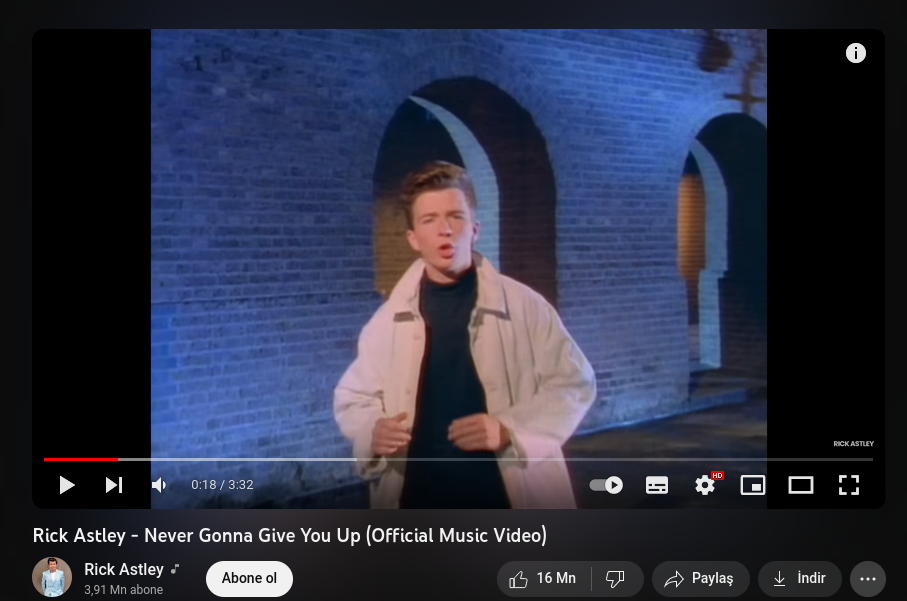 RICK ASTLEY
0:18 / 3:32
HD
Rick Astley - Never Gonna Give You Up (Official Music Video)
Rick Astley
3,91 Mn abone
Abone ol
16 Mn
Paylaş
İndir